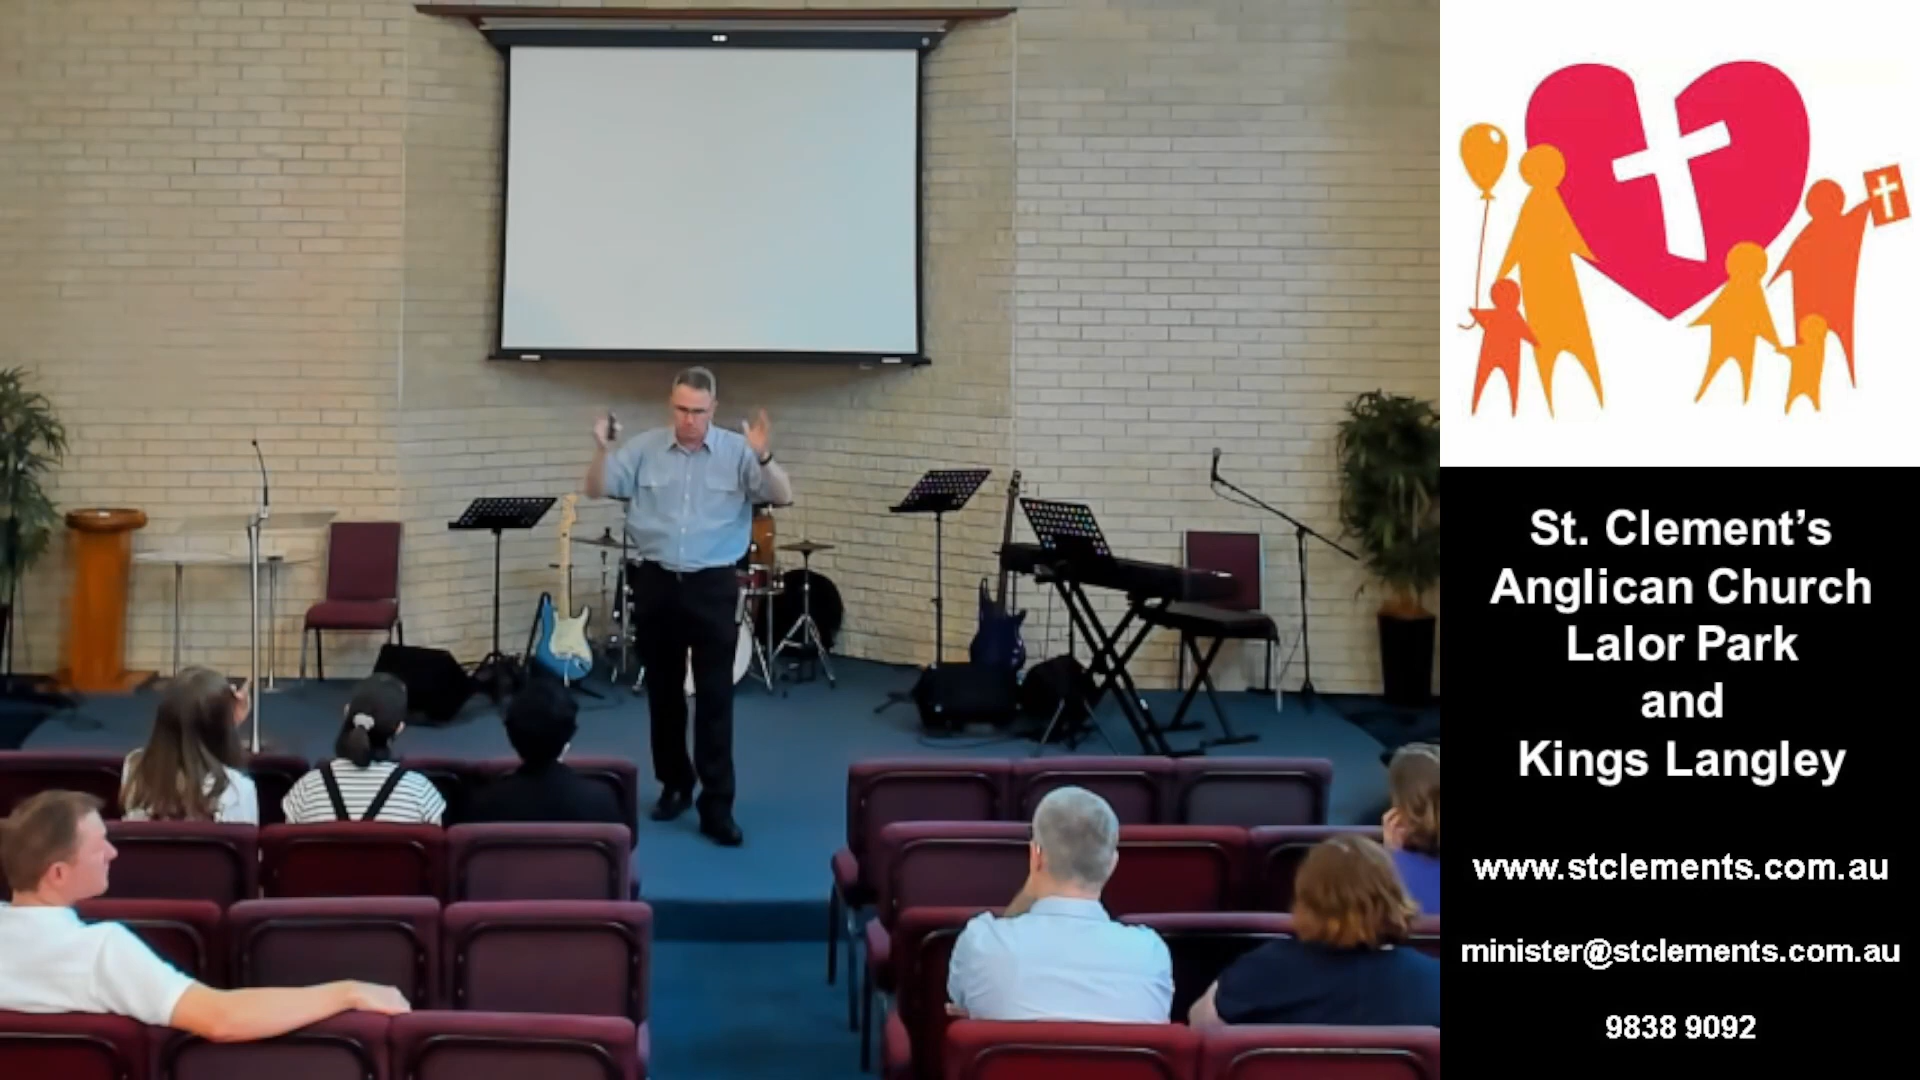 St. Clement’s
Anglican Church
Lalor Park
and
Kings Langley
www.stclements.com.au
minister@stclements.com.au
9838 9092